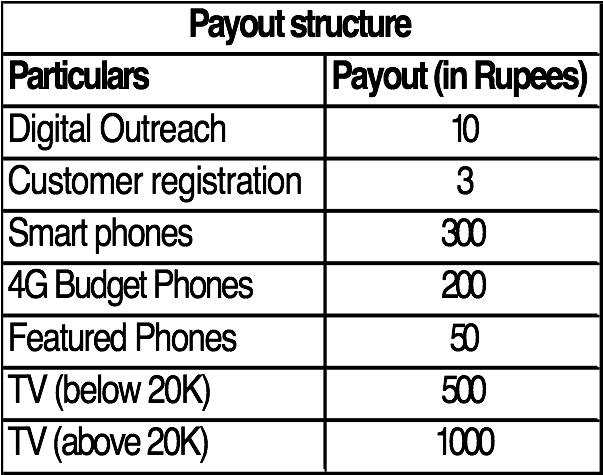 Payout structure
Particulars Payout (in Rupees)
Digital Outreach 10
Customer registration 3
Smart phones 300
4G Budget Phones 200
Featured Phones 50
TV (below 20K) 500
TV (above 20K) 1000